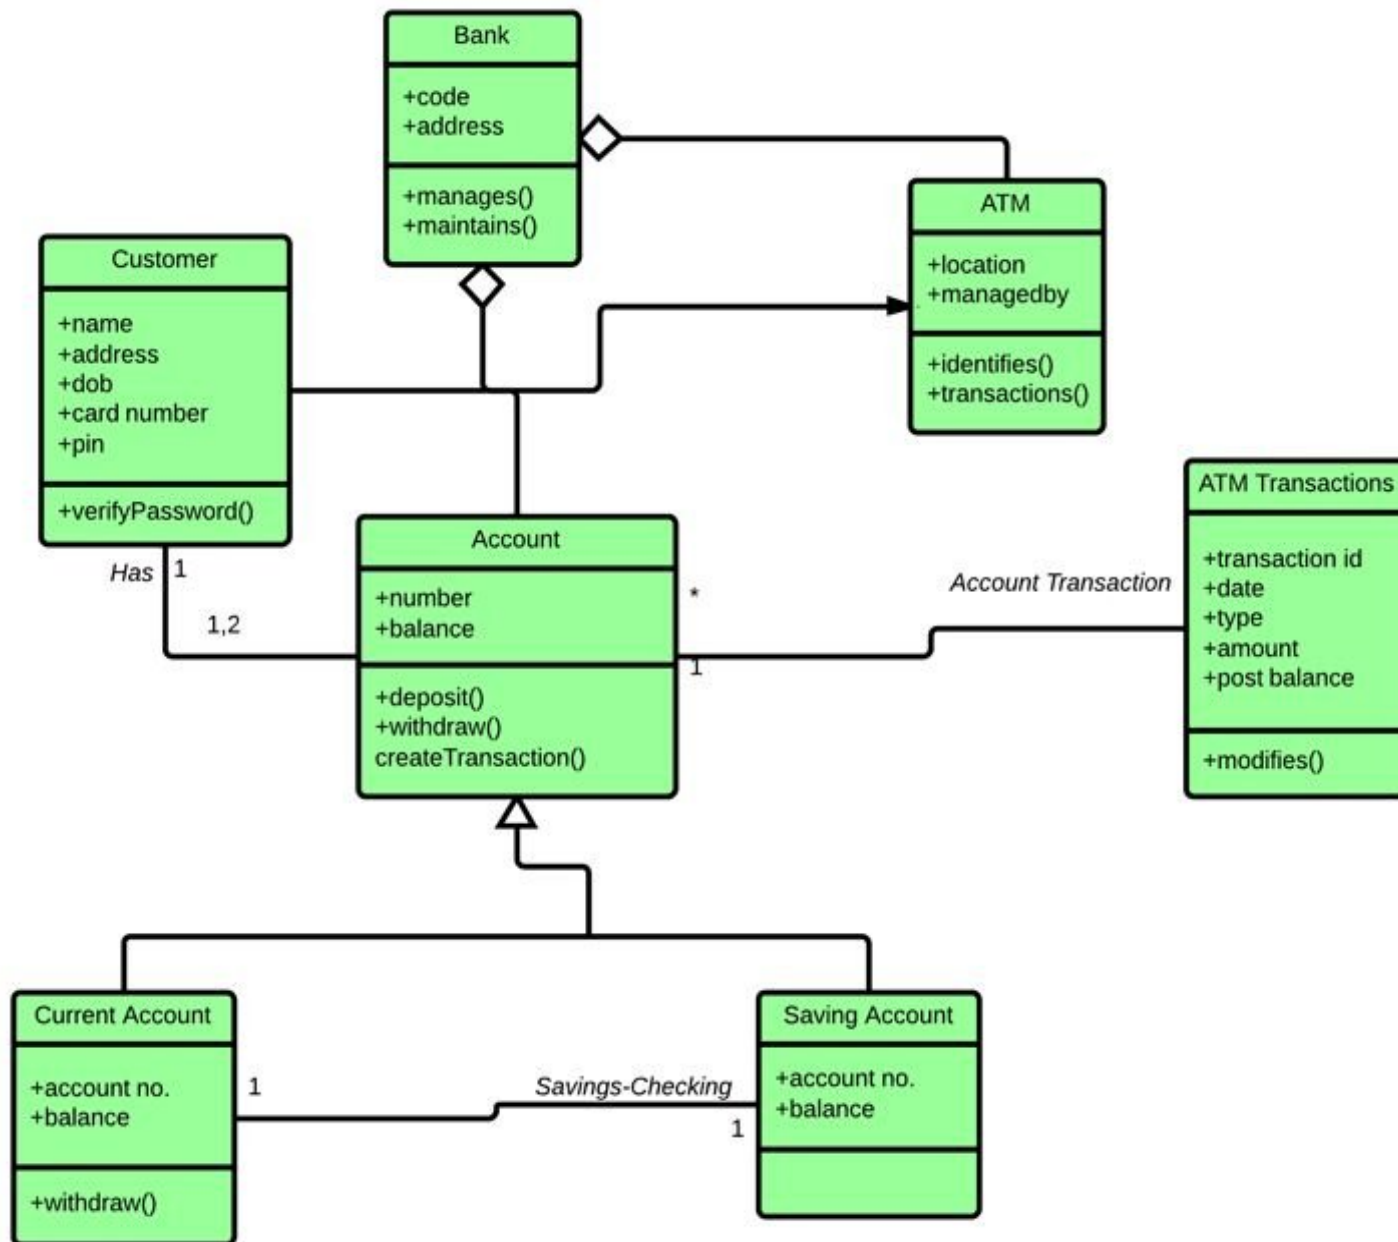 Bank
+code
+address
+manages()
+maintains()
ATM
+location
+managedby
+identifies()
+transactions()
Customer
+name
+address
+dob
+card number
+pin
+verifyPassword()
Has
1
1,2
Account
+number
+balance
+deposit()
+withdraw()
createTransaction()
*
1
Account Transaction
ATM Transactions
+transaction id
+date
+type
+amount
+post balance
+modifies()
Current Account
+account no.
+balance
+withdraw()
1
Savings-Checking
1
Saving Account
+account no.
+balance